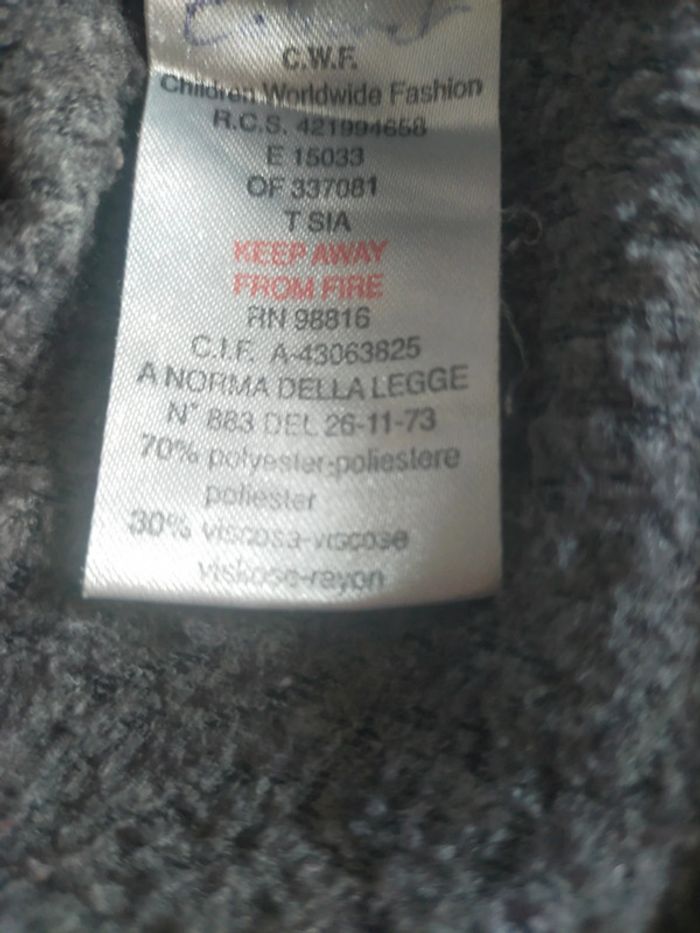 C.W.F.
Children Worldwide Fashion
R.C.S. 421994658
E 15033
OF 337081
T SIA
KEEP AWAY
FROM FIRE
RN 98816
C.I.F. A-43063825
A NORMA DELLA LEGGE
N° 883 DEL 26-11-73
70% polyester-poliestere
poliester
30% viscosa-viscose
viskose-rayon